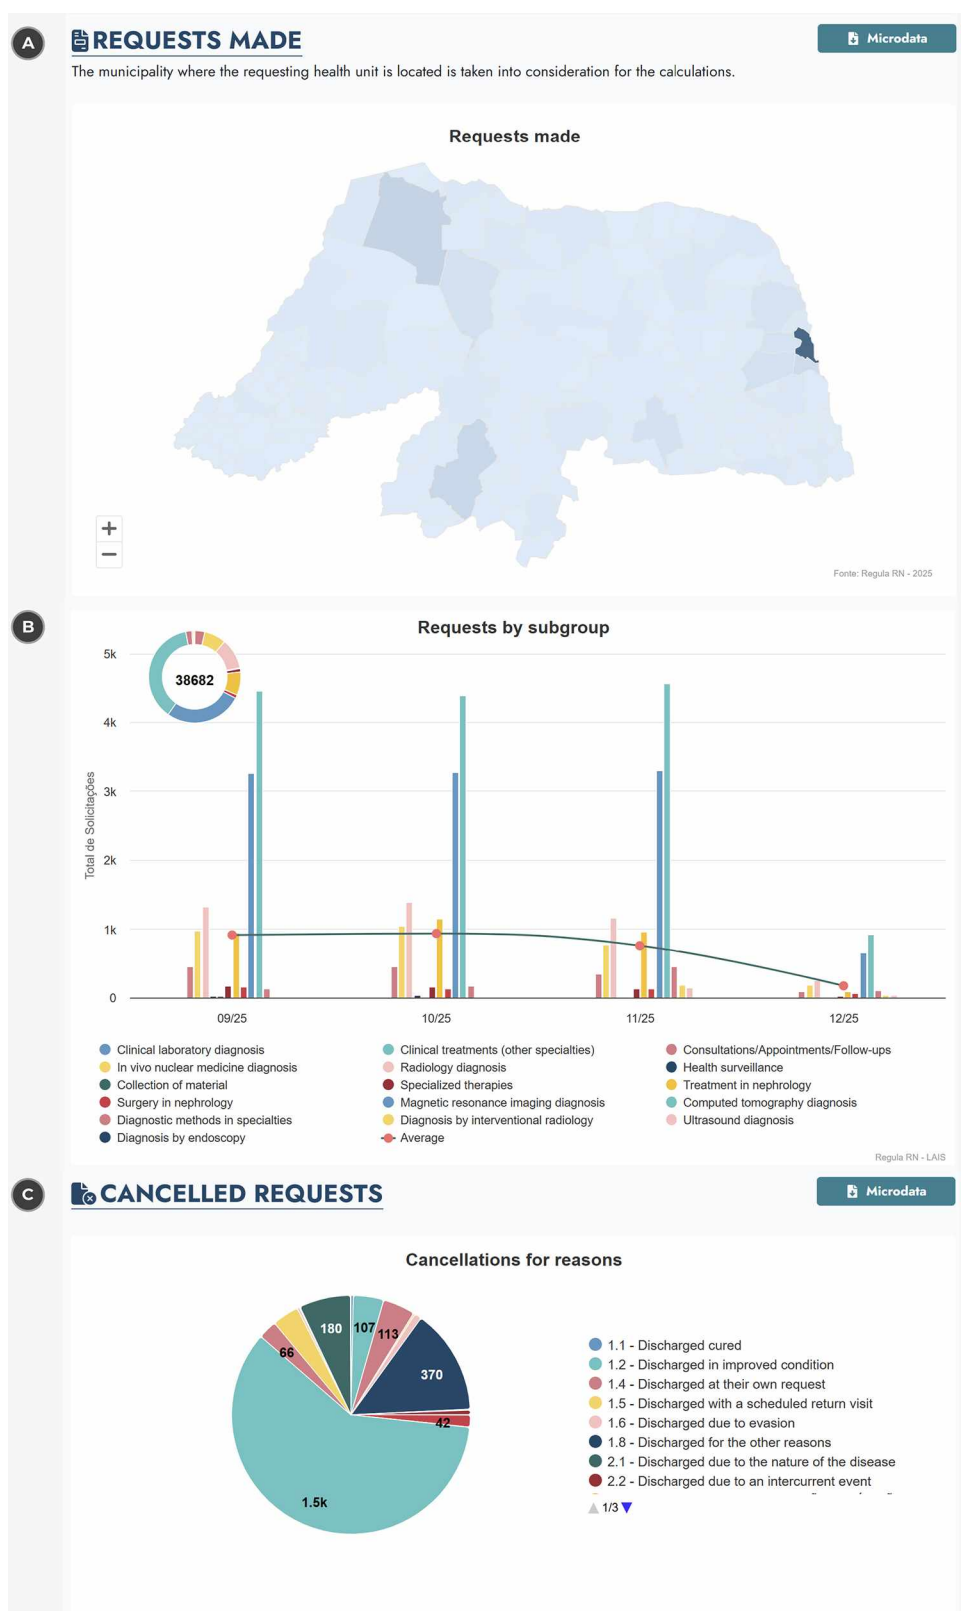 A
REQUESTS MADE
Microdata
The municipality where the requesting health unit is located is taken into consideration for the calculations.
Requests made
+
−
Fonte: Regula RN - 2025
B
Requests by subgroup
38682
5k
4k
3k
2k
1k
0
Total de Solicitações
09/25
10/25
11/25
12/25
Clinical laboratory diagnosis
Clinical treatments (other specialties)
Consultations/Appointments/Follow-ups
In vivo nuclear medicine diagnosis
Radiology diagnosis
Health surveillance
Collection of material
Specialized therapies
Treatment in nephrology
Surgery in nephrology
Magnetic resonance imaging diagnosis
Computed tomography diagnosis
Diagnostic methods in specialties
Diagnosis by interventional radiology
Ultrasound diagnosis
Diagnosis by endoscopy
Average
Regula RN - LAIS
C
CANCELLED REQUESTS
Microdata
Cancellations for reasons
180
107
113
66
370
42
1.5k
1.1 - Discharged cured
1.2 - Discharged in improved condition
1.4 - Discharged at their own request
1.5 - Discharged with a scheduled return visit
1.6 - Discharged due to evasion
1.8 - Discharged for the other reasons
2.1 - Discharged due to the nature of the disease
2.2 - Discharged due to an intercurrent event
1/3